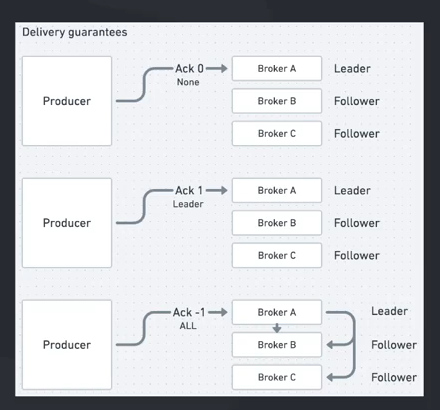 Delivery guarantees
Producer
Ack 0
None
Broker A
Leader
Broker B
Follower
Broker C
Follower
Producer
Ack 1
Leader
Broker A
Leader
Broker B
Follower
Broker C
Follower
Producer
Ack -1
ALL
Broker A
Leader
Broker B
Follower
Broker C
Follower